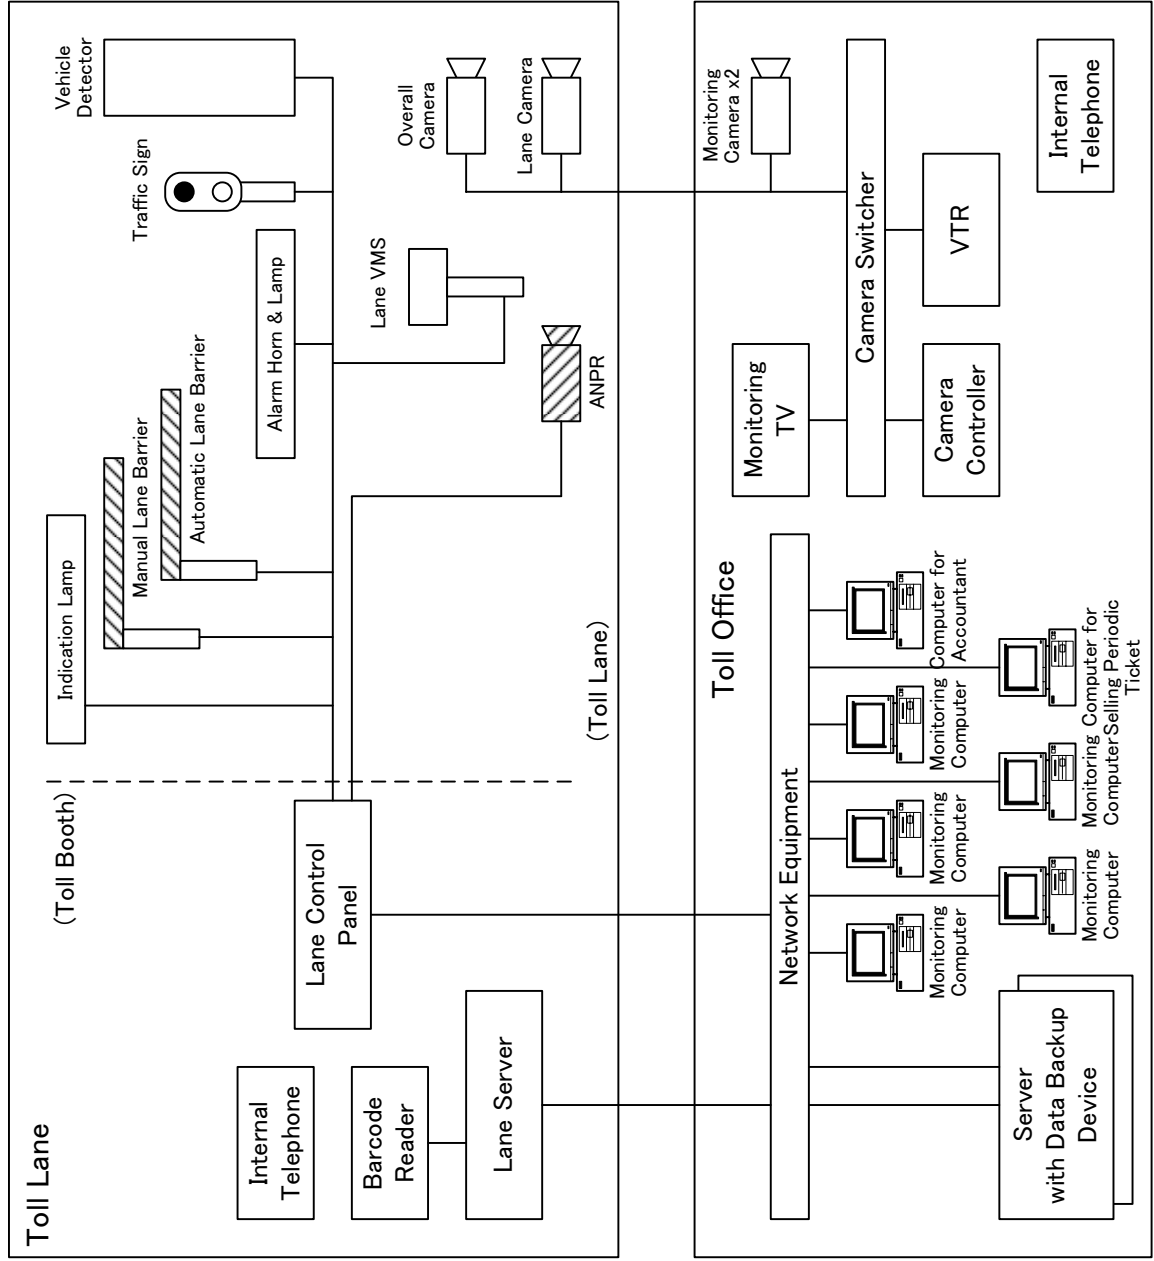 Toll Lane
(Toll Booth)
Internal
Telephone
Barcode
Reader
Lane Server
Lane Control
Panel
Indication Lamp
Manual Lane Barrier
Automatic Lane Barrier
Alarm Horn & Lamp
Traffic Sign
Vehicle
Detector
Lane VMS
ANPR
Overall
Camera
Lane Camera
(Toll Lane)
Toll Office
Network Equipment
Server
with Data Backup
Device
Monitoring
Computer
Monitoring
Computer
Monitoring
Computer
Computer for
Accountant
Monitoring
Computer
Monitoring
Computer
Computer for
Selling Periodic
Ticket
Monitoring
TV
Camera Switcher
Camera
Controller
VTR
Monitoring
Camera x2
Internal
Telephone